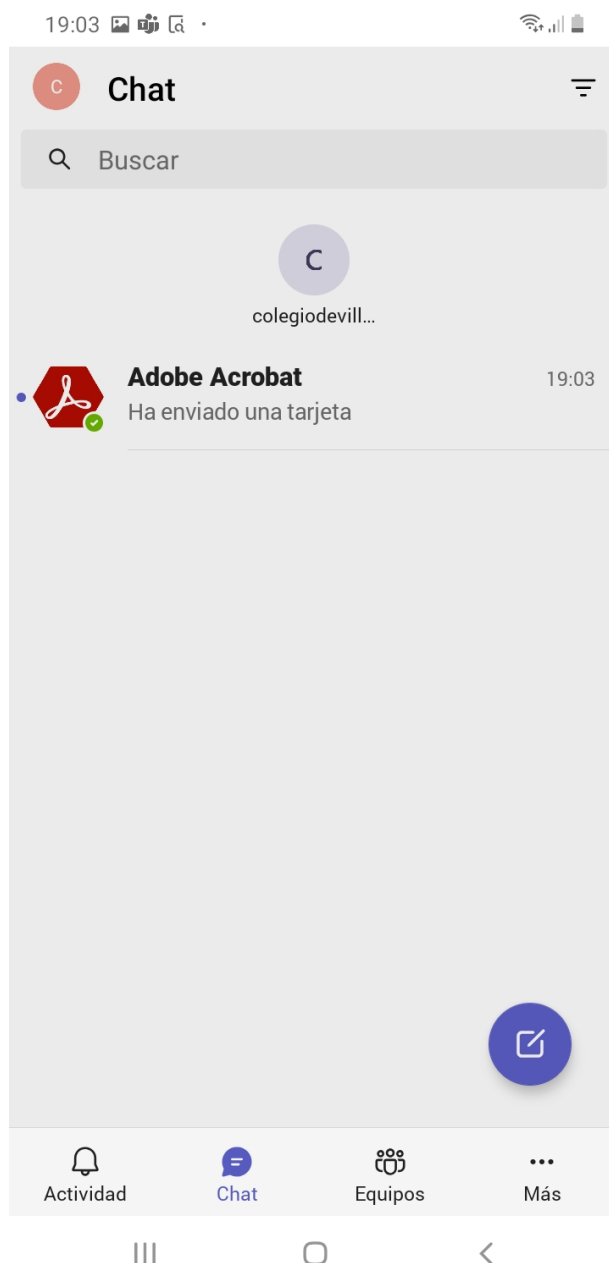 19:03
C
Chat
Buscar
C
colegiodevill...
Adobe Acrobat
19:03
Ha enviado una tarjeta
Actividad
Chat
Equipos
Más